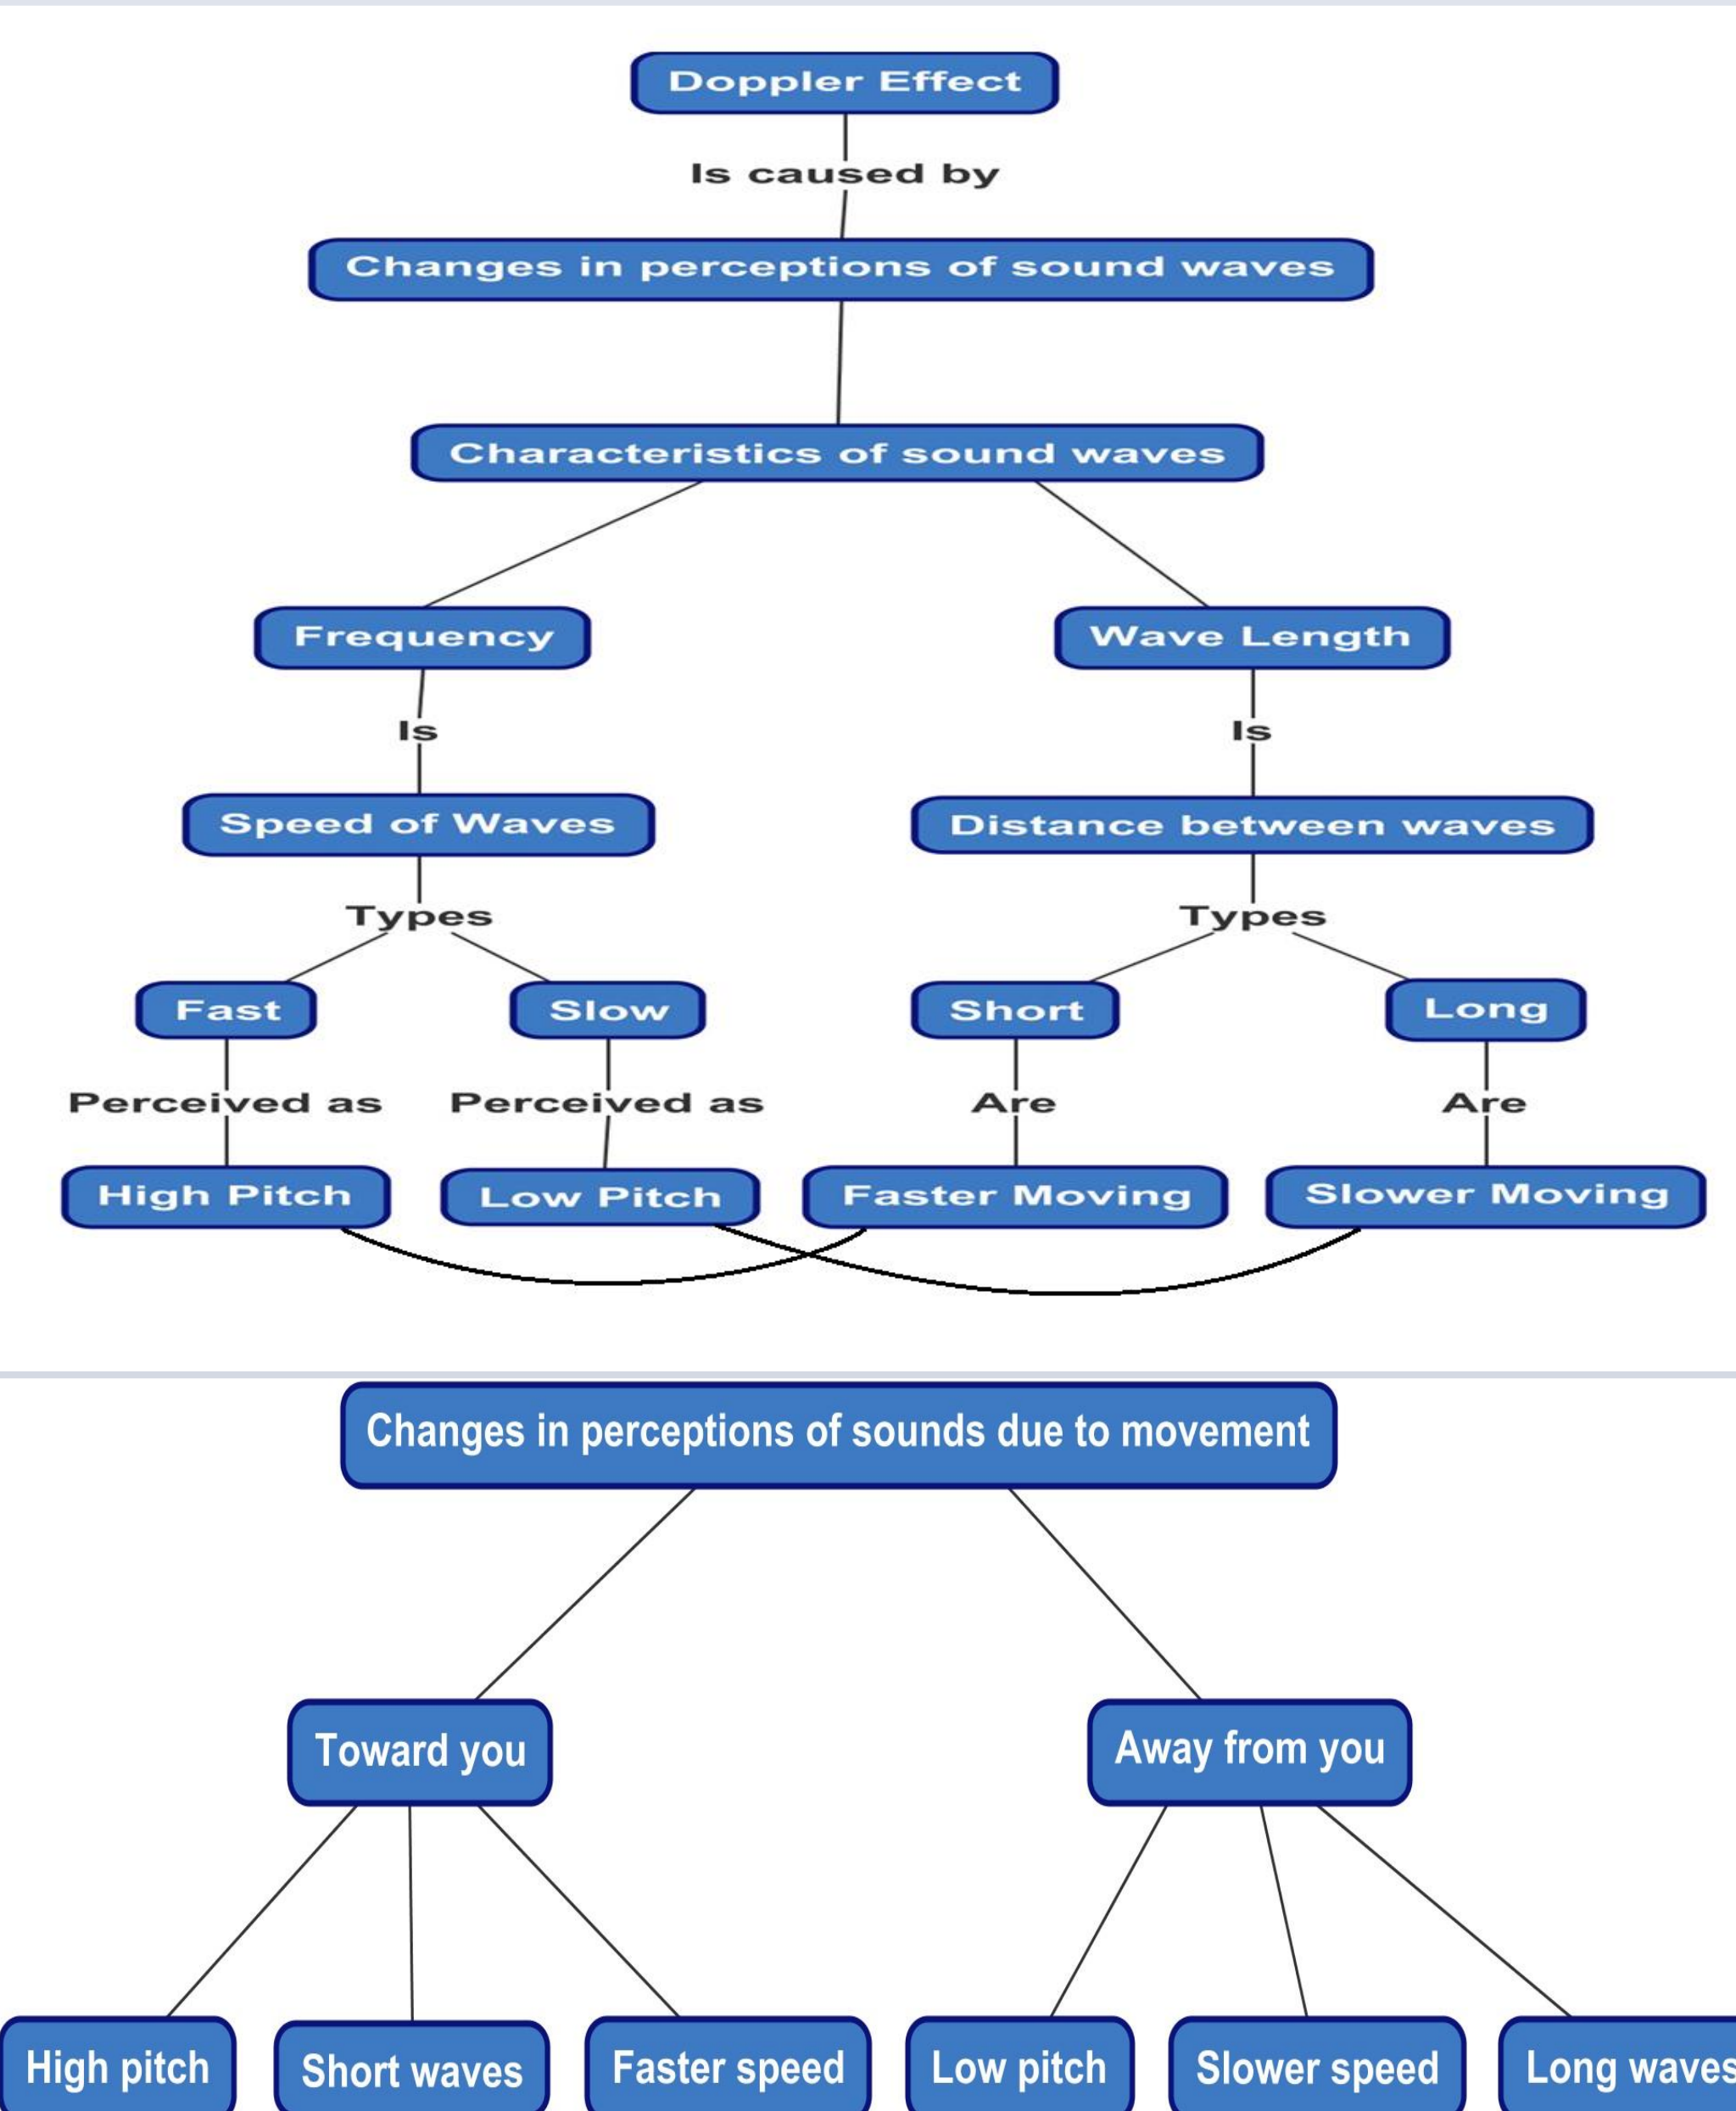 Doppler Effect
Is caused by
Changes in perceptions of sound waves
Characteristics of sound waves
Frequency
Wave Length
Is
Is
Speed of Waves
Distance between waves
Types
Types
Fast
Slow
Short
Long
Perceived as
Perceived as
Are
Are
High Pitch
Low Pitch
Faster Moving
Slower Moving
Changes in perceptions of sounds due to movement
Toward you
Away from you
High pitch
Short waves
Faster speed
Low pitch
Slower speed
Long waves